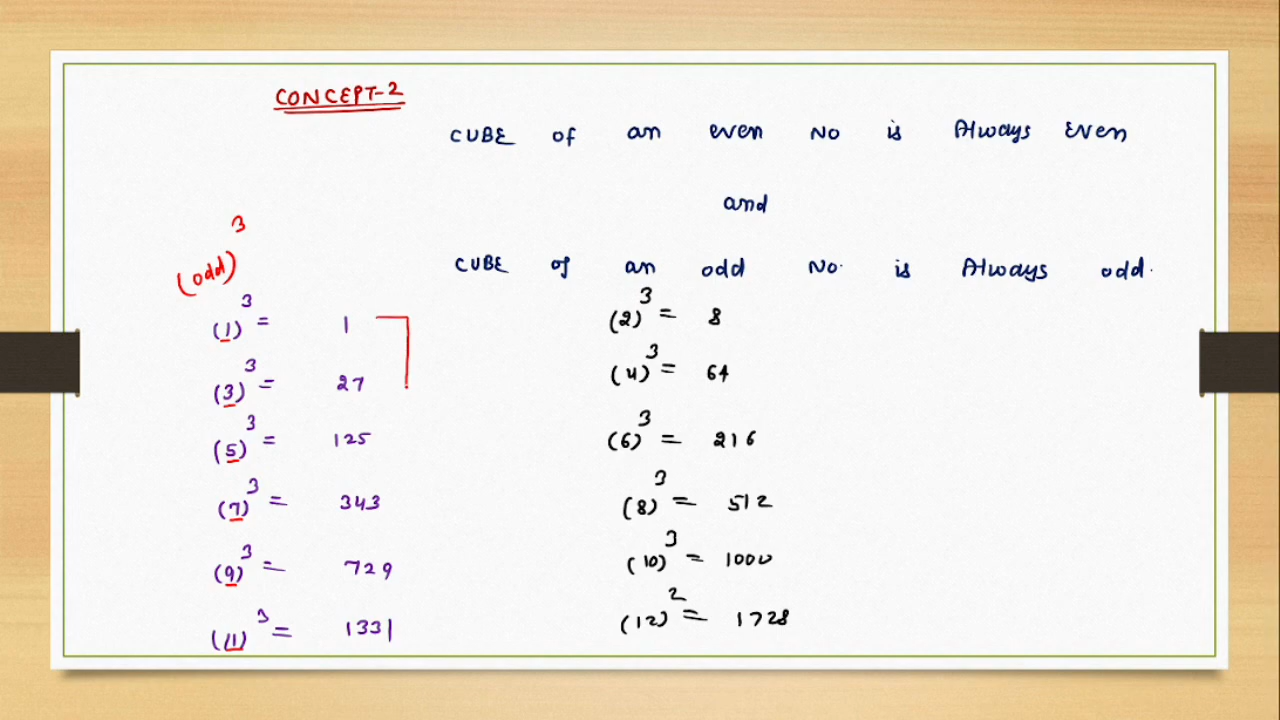 CONCEPT-2
CUBE of an even No is Always Even
and
CUBE of an odd No. is Always odd.
(odd)³
(1)³ = 1
(3)³ = 27
(5)³ = 125
(7)³ = 343
(9)³ = 729
(11)³ = 1331
(2)³ = 8
(4)³ = 64
(6)³ = 216
(8)³ = 512
(10)³ = 1000
(12)² = 1728